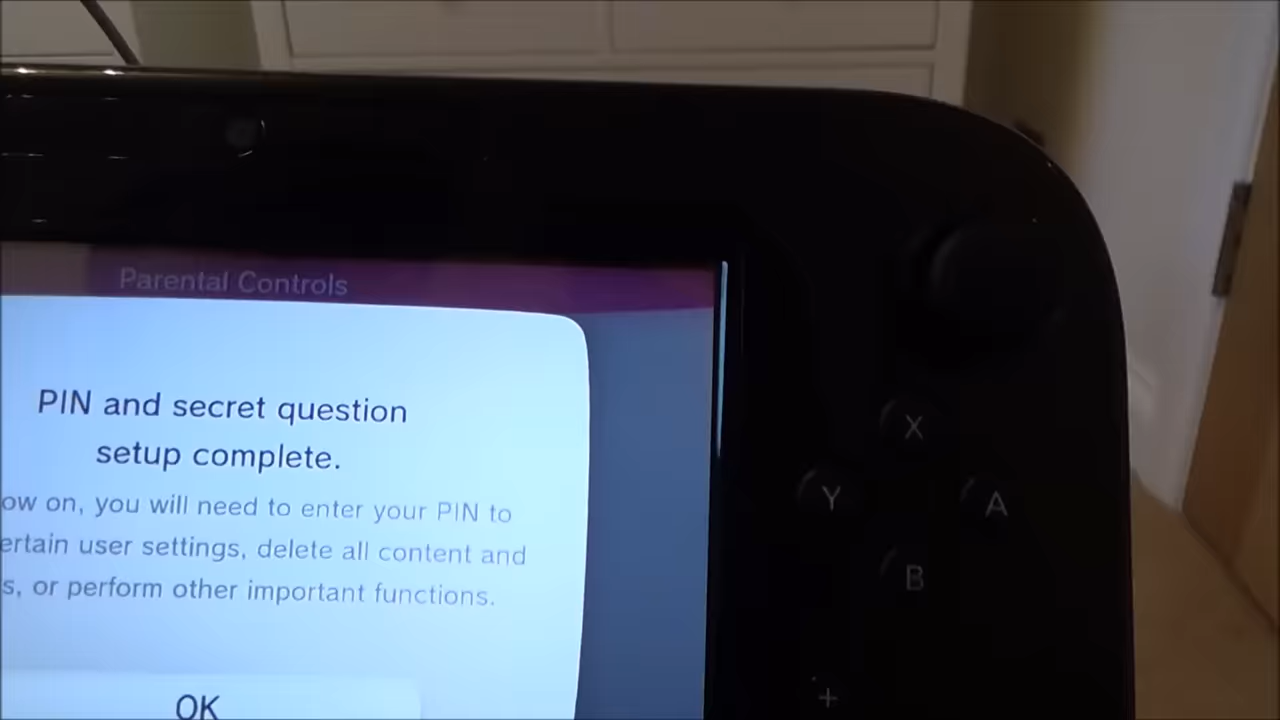 Parental Controls
PIN and secret question
setup complete.
ow on, you will need to enter your PIN to
ertain user settings, delete all content and
s, or perform other important functions.
OK
X
Y
A
B
+